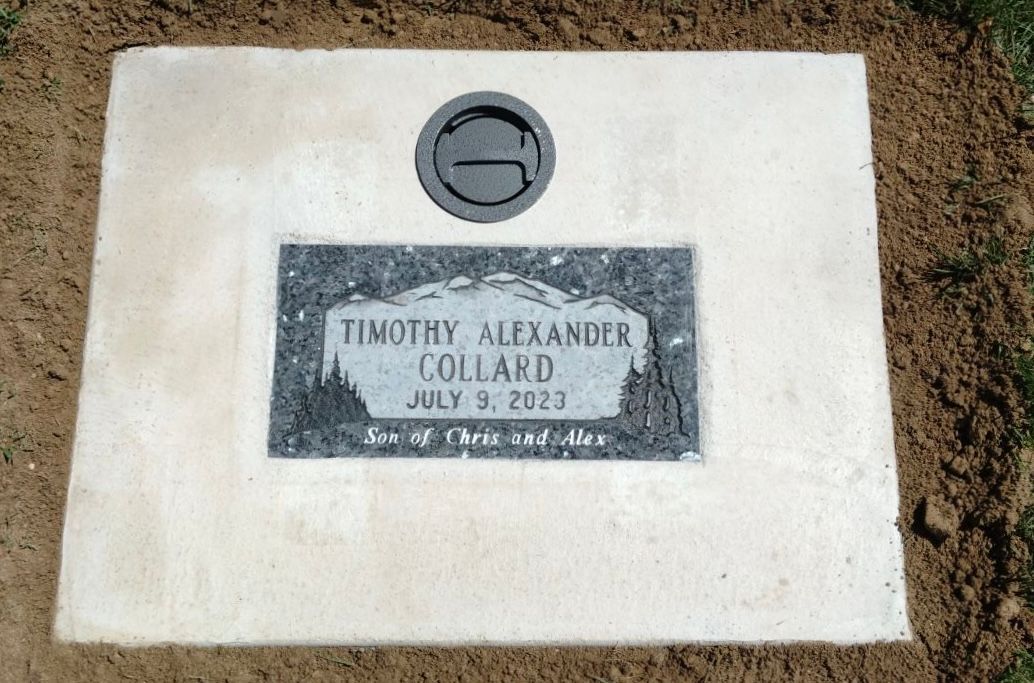 TIMOTHY ALEXANDER
COLLARD
JULY 9, 2023
Son of Chris and Alex